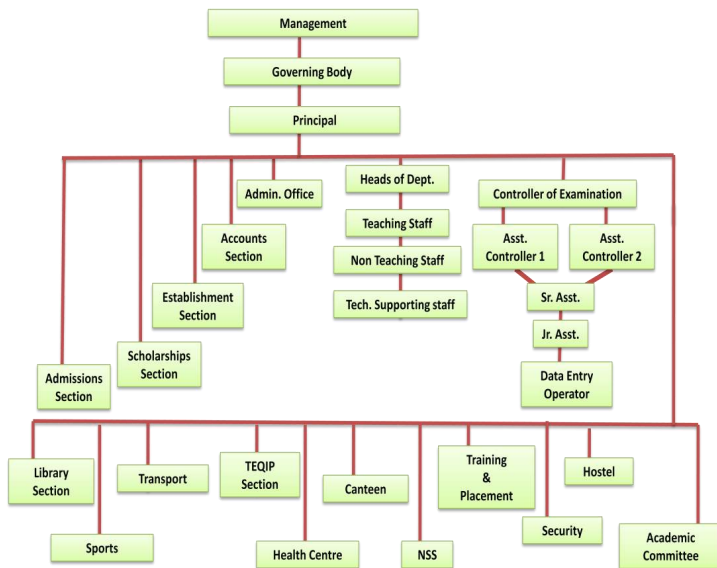 Management
Governing Body
Principal
Admin. Office
Heads of Dept.
Controller of Examination
Accounts
Section
Teaching Staff
Asst.
Controller 1
Asst.
Controller 2
Non Teaching Staff
Establishment
Section
Tech. Supporting staff
Sr. Asst.
Jr. Asst.
Scholarships
Section
Admissions
Section
Data Entry
Operator
Library
Section
Transport
TEQIP
Section
Canteen
Training
&
Placement
Hostel
Sports
Health Centre
NSS
Security
Academic
Committee